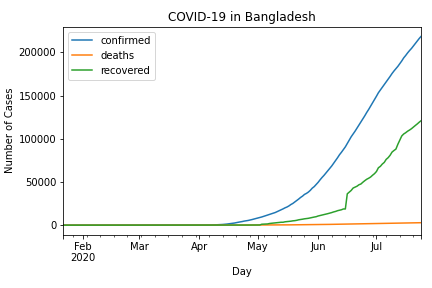 COVID-19 in Bangladesh
confirmed
deaths
recovered
Number of Cases
200000
150000
100000
50000
0
Feb Mar Apr May Jun Jul
2020
Day